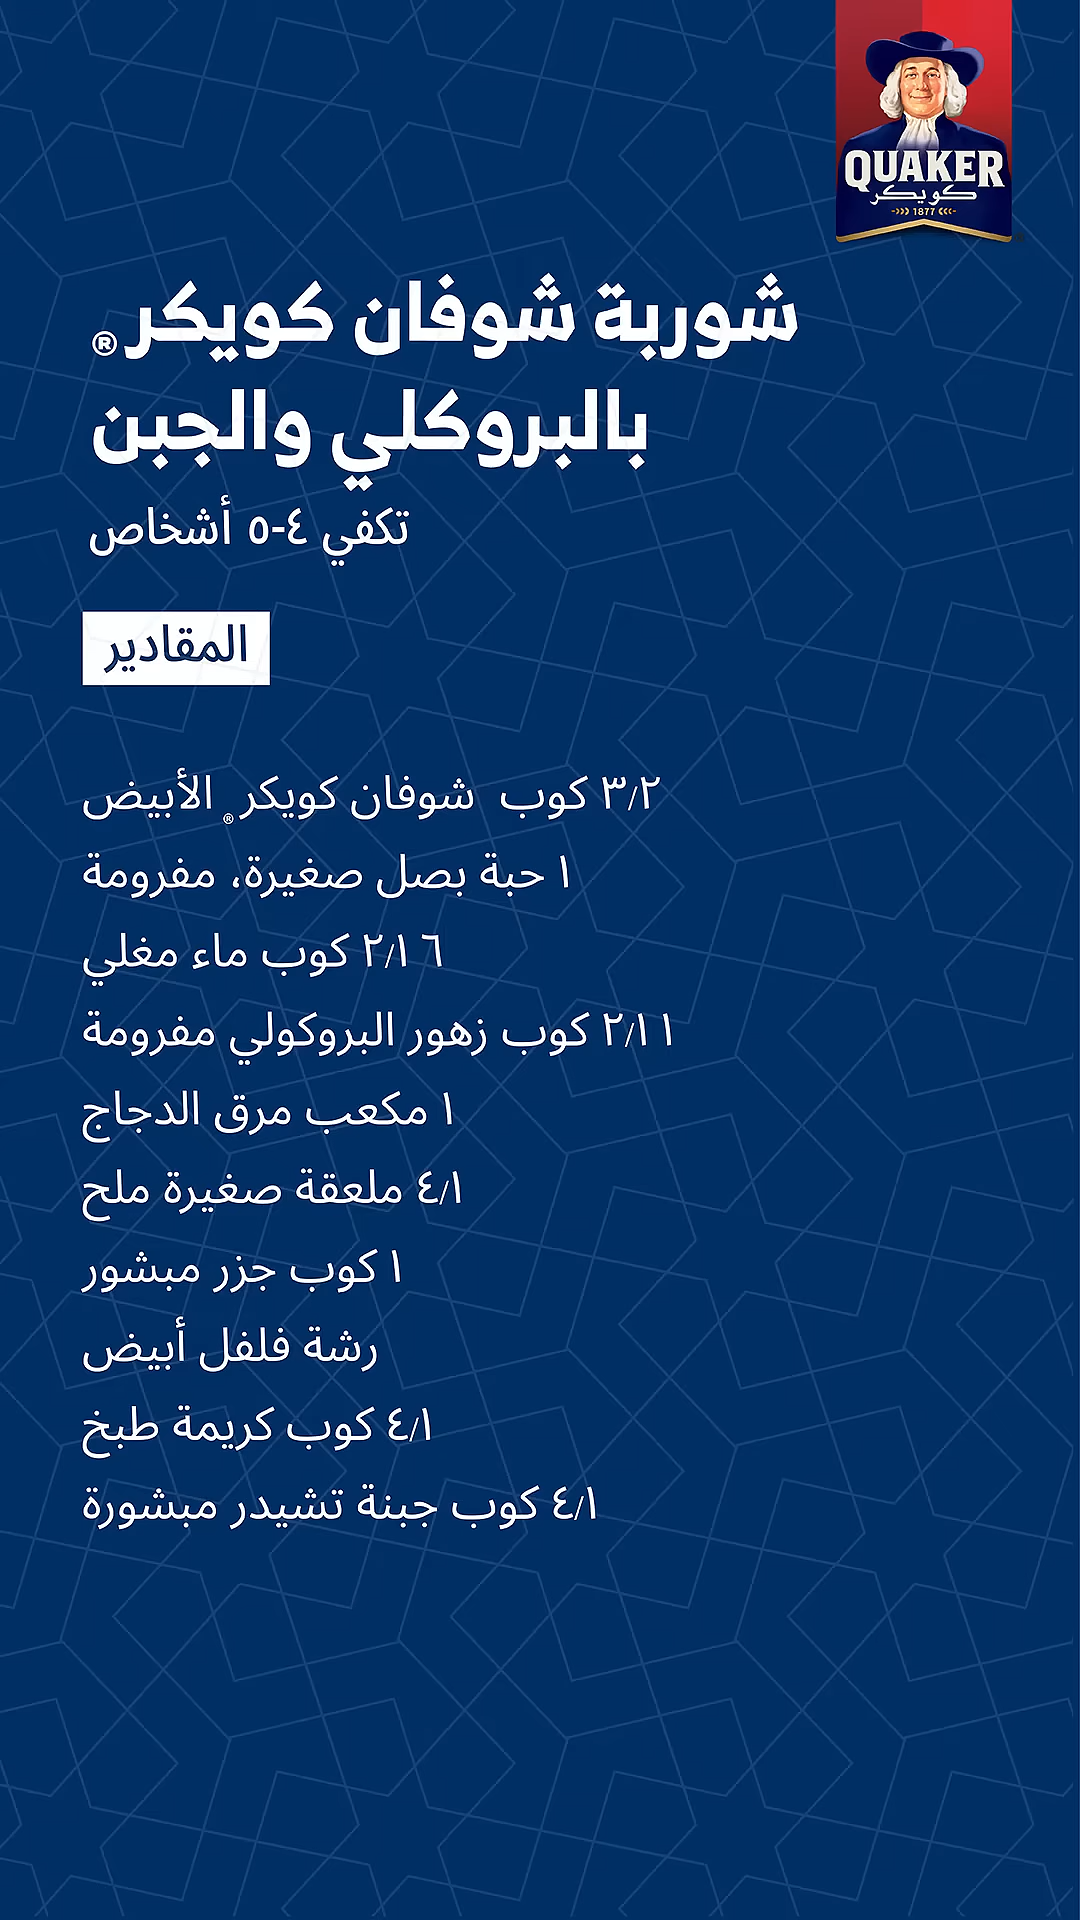 QUAKER
كويكر
1877
شوربة شوفان كويكر®
بالبروكلي والجبن
تكفي ٤-٥ أشخاص
المقادير
٣/٢ كوب شوفان كويكر® الأبيض
١ حبة بصل صغيرة، مفرومة
٦ ٢/١ كوب ماء مغلي
١ ٢/١ كوب زهور البروكولي مفرومة
١ مكعب مرق الدجاج
٤/١ ملعقة صغيرة ملح
١ كوب جزر مبشور
رشة فلفل أبيض
٤/١ كوب كريمة طبخ
٤/١ كوب جبنة تشيدر مبشورة